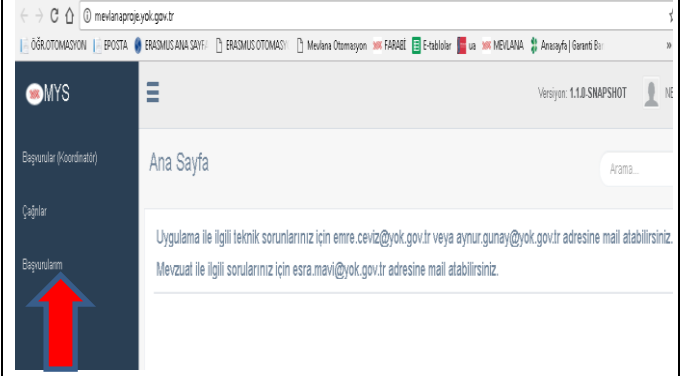 mevlanaproje.yok.gov.tr
ÖĞR.OTOMASYON EPOSTA ERASMUS ANA SAYF ERASMUS OTOMASY Mevlana Otomasyon FARABİ E-tablolar ua MEVLANA Anasayfa | Garanti Ba »
MYS
Versiyon: 1.1.0-SNAPSHOT NE
Başvurular (Koordinatör)
Ana Sayfa
Arama...
Çağrılar
Uygulama ile ilgili teknik sorunlarınız için emre.ceviz@yok.gov.tr veya aynur.gunay@yok.gov.tr adresine mail atabilirsiniz.
Başvurularım
Mevzuat ile ilgili sorularınız için esra.mavi@yok.gov.tr adresine mail atabilirsiniz.